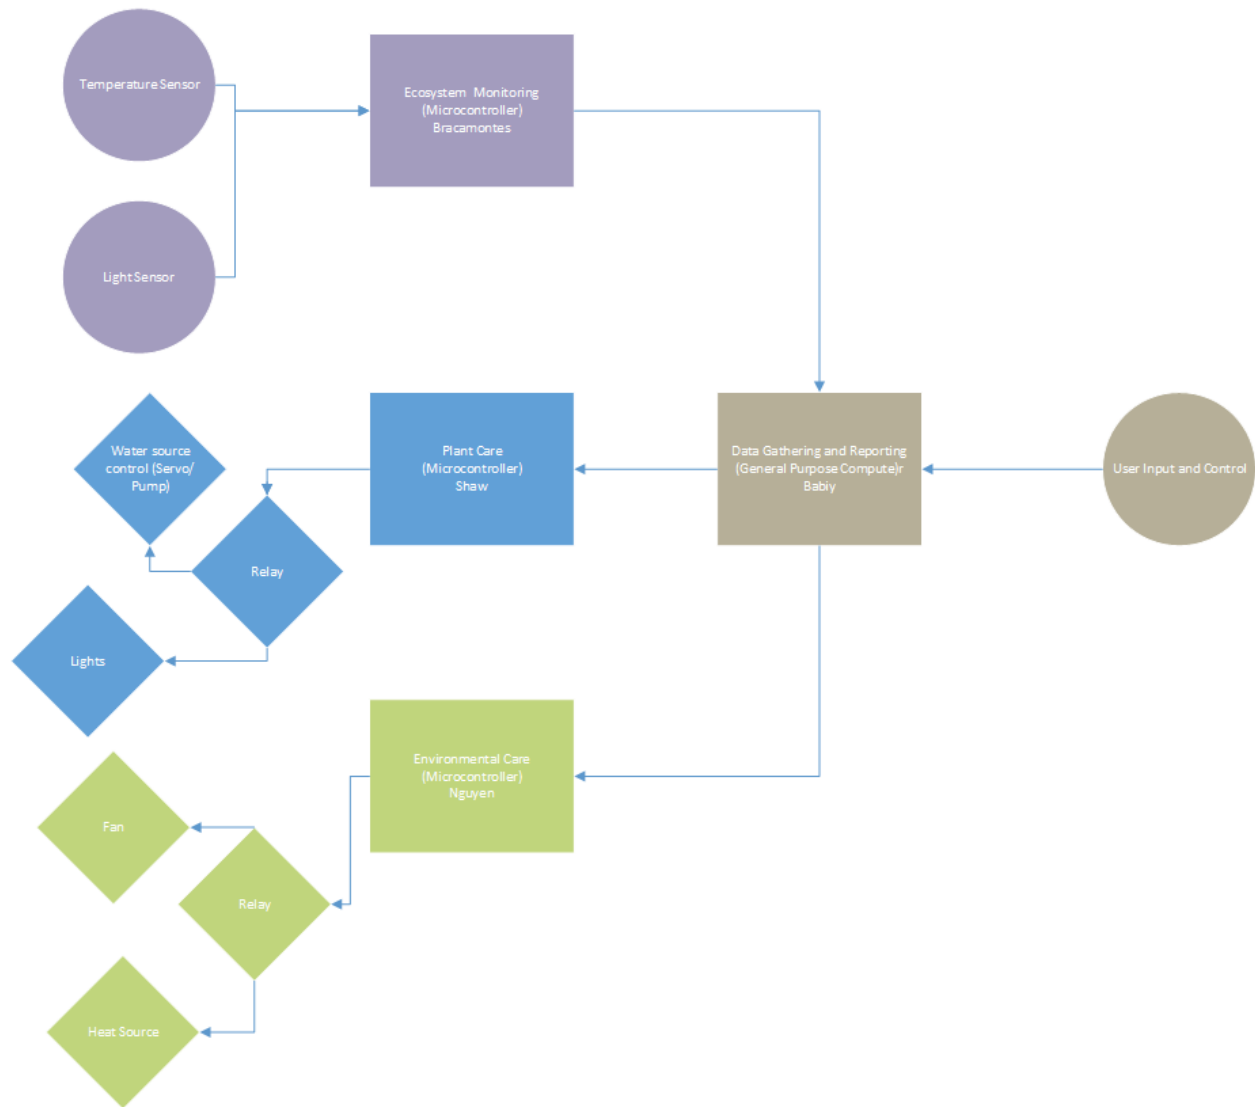 Temperature Sensor
Ecosystem  Monitoring
(Microcontroller)
Bracamontes
Light Sensor
Water source
control (Servo/
Pump)
Plant Care
(Microcontroller)
Shaw
Data Gathering and Reporting
(General Purpose Compute)r
Babiy
User Input and Control
Relay
Lights
Environmental Care
(Microcontroller)
Nguyen
Fan
Relay
Heat Source